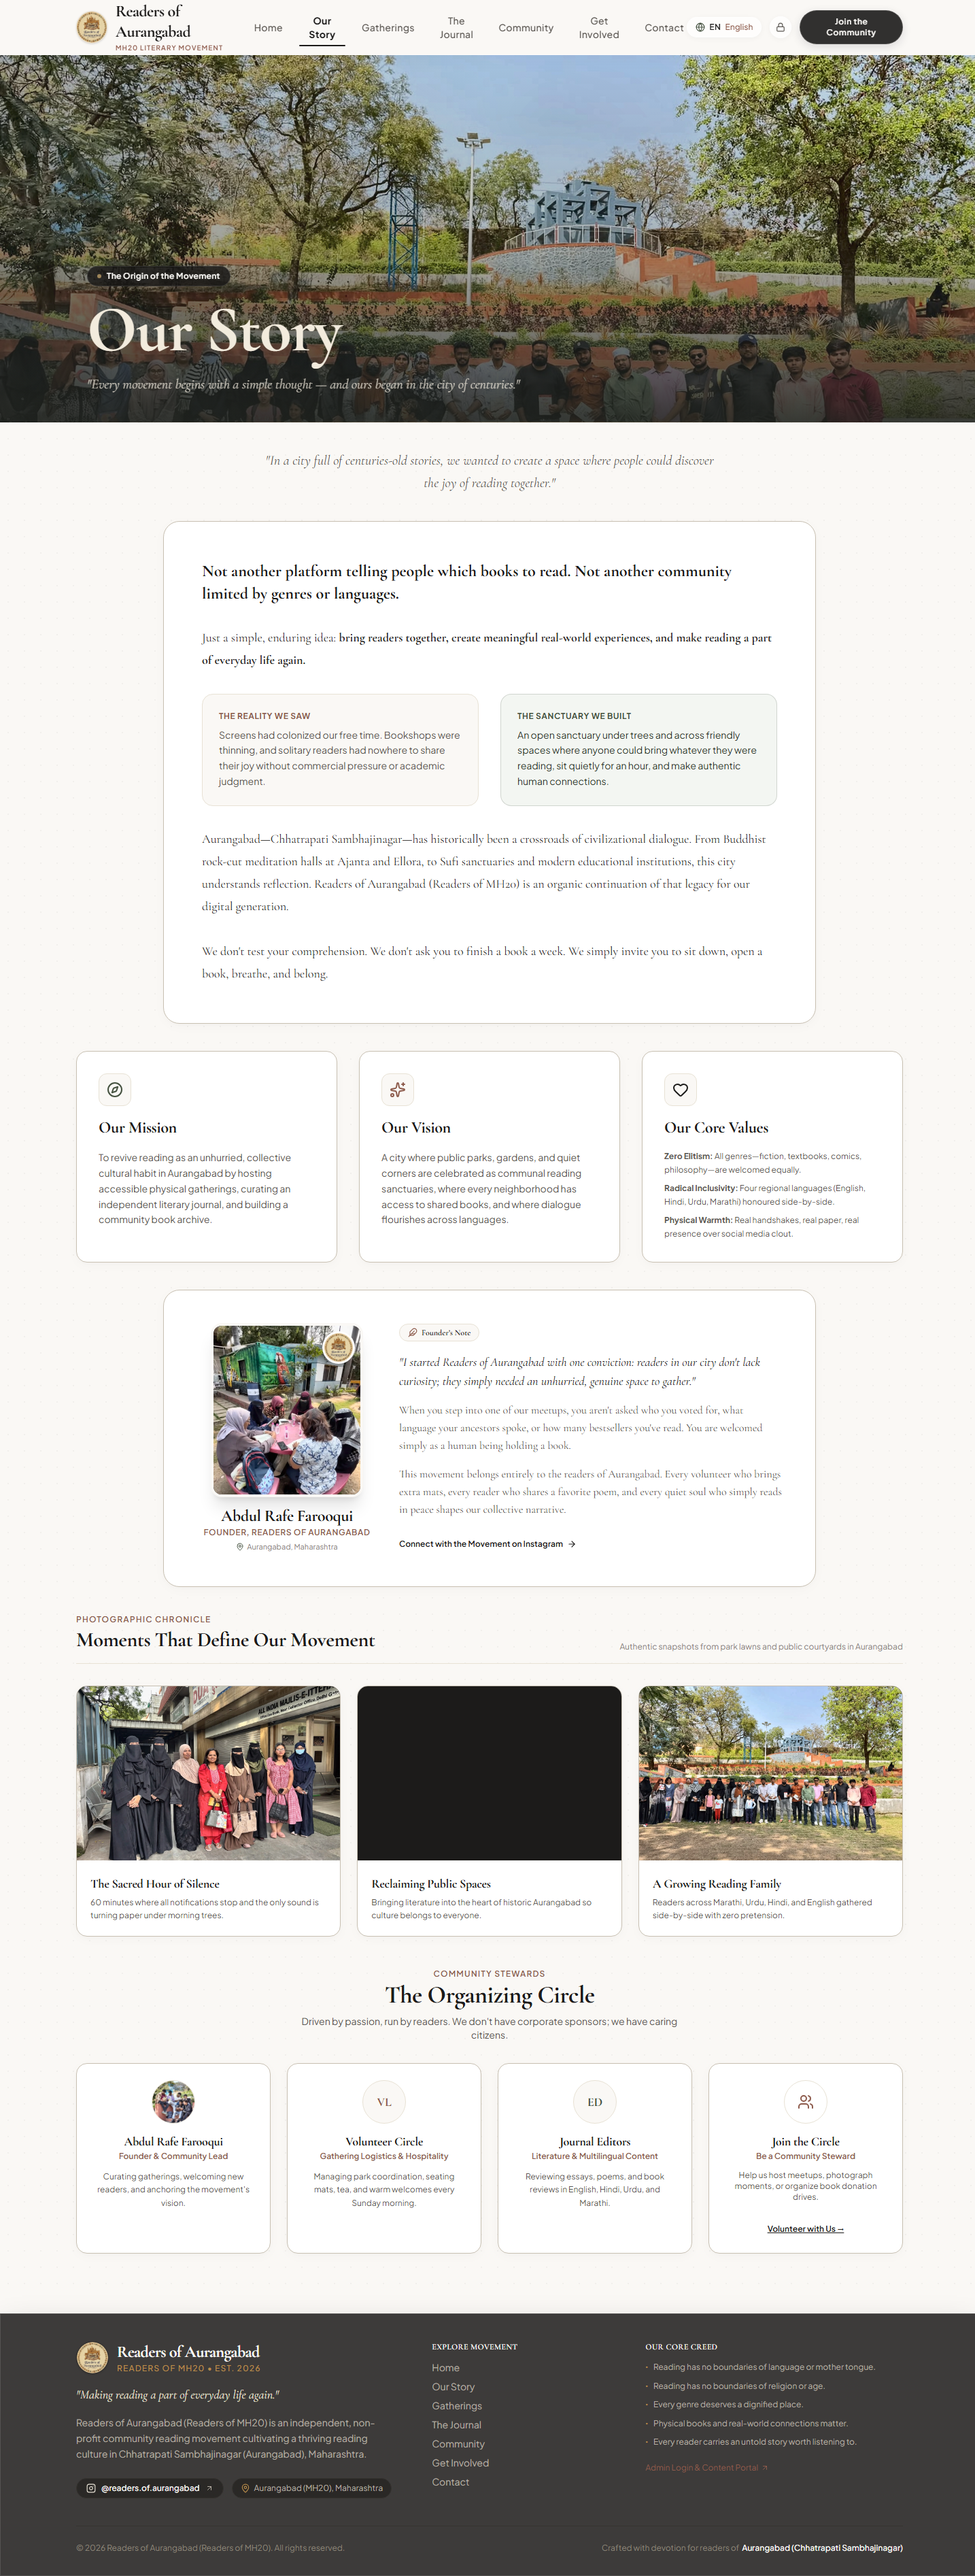 Readers of
Aurangabad
MH20 LITERARY MOVEMENT
Home
Our
Story
Gatherings
The
Journal
Community
Get
Involved
Contact
EN English
Join the
Community
The Origin of the Movement
Our Story
"Every movement begins with a simple thought — and ours began in the city of centuries."
"In a city full of centuries-old stories, we wanted to create a space where people could discover
the joy of reading together."
Not another platform telling people which books to read. Not another community
limited by genres or languages.
Just a simple, enduring idea: bring readers together, create meaningful real-world experiences, and make reading a part
of everyday life again.
THE REALITY WE SAW
Screens had colonized our free time. Bookshops were
thinning, and solitary readers had nowhere to share
their joy without commercial pressure or academic
judgment.
THE SANCTUARY WE BUILT
An open sanctuary under trees and across friendly
spaces where anyone could bring whatever they were
reading, sit quietly for an hour, and make authentic
human connections.
Aurangabad—Chhatrapati Sambhajinagar—has historically been a crossroads of civilizational dialogue. From Buddhist
rock-cut meditation halls at Ajanta and Ellora, to Sufi sanctuaries and modern educational institutions, this city
understands reflection. Readers of Aurangabad (Readers of MH20) is an organic continuation of that legacy for our
digital generation.
We don't test your comprehension. We don't ask you to finish a book a week. We simply invite you to sit down, open a
book, breathe, and belong.
Our Mission
To revive reading as an unhurried, collective
cultural habit in Aurangabad by hosting
accessible physical gatherings, curating an
independent literary journal, and building a
community book archive.
Our Vision
A city where public parks, gardens, and quiet
corners are celebrated as communal reading
sanctuaries, where every neighborhood has
access to shared books, and where dialogue
flourishes across languages.
Our Core Values
Zero Elitism: All genres—fiction, textbooks, comics,
philosophy—are welcomed equally.
Radical Inclusivity: Four regional languages (English,
Hindi, Urdu, Marathi) honoured side-by-side.
Physical Warmth: Real handshakes, real paper, real
presence over social media clout.
Abdul Rafe Farooqui
FOUNDER, READERS OF AURANGABAD
Aurangabad, Maharashtra
Founder's Note
"I started Readers of Aurangabad with one conviction: readers in our city don't lack
curiosity; they simply needed an unhurried, genuine space to gather."
When you step into one of our meetups, you aren't asked who you voted for, what
language your ancestors spoke, or how many bestsellers you've read. You are welcomed
simply as a human being holding a book.
This movement belongs entirely to the readers of Aurangabad. Every volunteer who brings
extra mats, every reader who shares a favorite poem, and every quiet soul who simply reads
in peace shapes our collective narrative.
Connect with the Movement on Instagram →
PHOTOGRAPHIC CHRONICLE
Moments That Define Our Movement
Authentic snapshots from park lawns and public courtyards in Aurangabad
ALL INDIA MAJLIS-E-ITTE
The Sacred Hour of Silence
60 minutes where all notifications stop and the only sound is
turning paper under morning trees.
Reclaiming Public Spaces
Bringing literature into the heart of historic Aurangabad so
culture belongs to everyone.
A Growing Reading Family
Readers across Marathi, Urdu, Hindi, and English gathered
side-by-side with zero pretension.
COMMUNITY STEWARDS
The Organizing Circle
Driven by passion, run by readers. We don't have corporate sponsors; we have caring
citizens.
Abdul Rafe Farooqui
Founder & Community Lead
Curating gatherings, welcoming new
readers, and anchoring the movement's
vision.
VL
Volunteer Circle
Gathering Logistics & Hospitality
Managing park coordination, seating
mats, tea, and warm welcomes every
Sunday morning.
ED
Journal Editors
Literature & Multilingual Content
Reviewing essays, poems, and book
reviews in English, Hindi, Urdu, and
Marathi.
Join the Circle
Be a Community Steward
Help us host meetups, photograph
moments, or organize book donation
drives.
Volunteer with Us →
Readers of Aurangabad
READERS OF MH20 • EST. 2026
"Making reading a part of everyday life again."
Readers of Aurangabad (Readers of MH20) is an independent, non-
profit community reading movement cultivating a thriving reading
culture in Chhatrapati Sambhajinagar (Aurangabad), Maharashtra.
@readers.of.aurangabad
Aurangabad (MH20), Maharashtra
EXPLORE MOVEMENT
Home
Our Story
Gatherings
The Journal
Community
Get Involved
Contact
OUR CORE CREED
• Reading has no boundaries of language or mother tongue.
• Reading has no boundaries of religion or age.
• Every genre deserves a dignified place.
• Physical books and real-world connections matter.
• Every reader carries an untold story worth listening to.
Admin Login & Content Portal
© 2026 Readers of Aurangabad (Readers of MH20). All rights reserved.
Crafted with devotion for readers of Aurangabad (Chhatrapati Sambhajinagar)